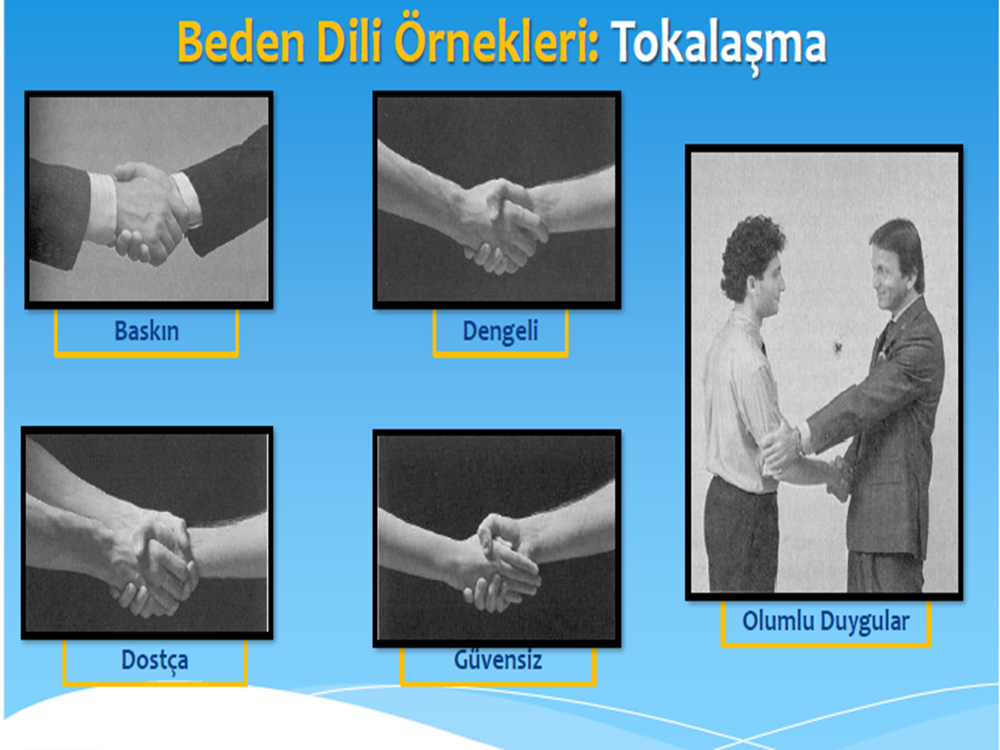 Beden Dili Örnekleri: Tokalaşma
Baskın
Dengeli
Olumlu Duygular
Dostça
Güvensiz